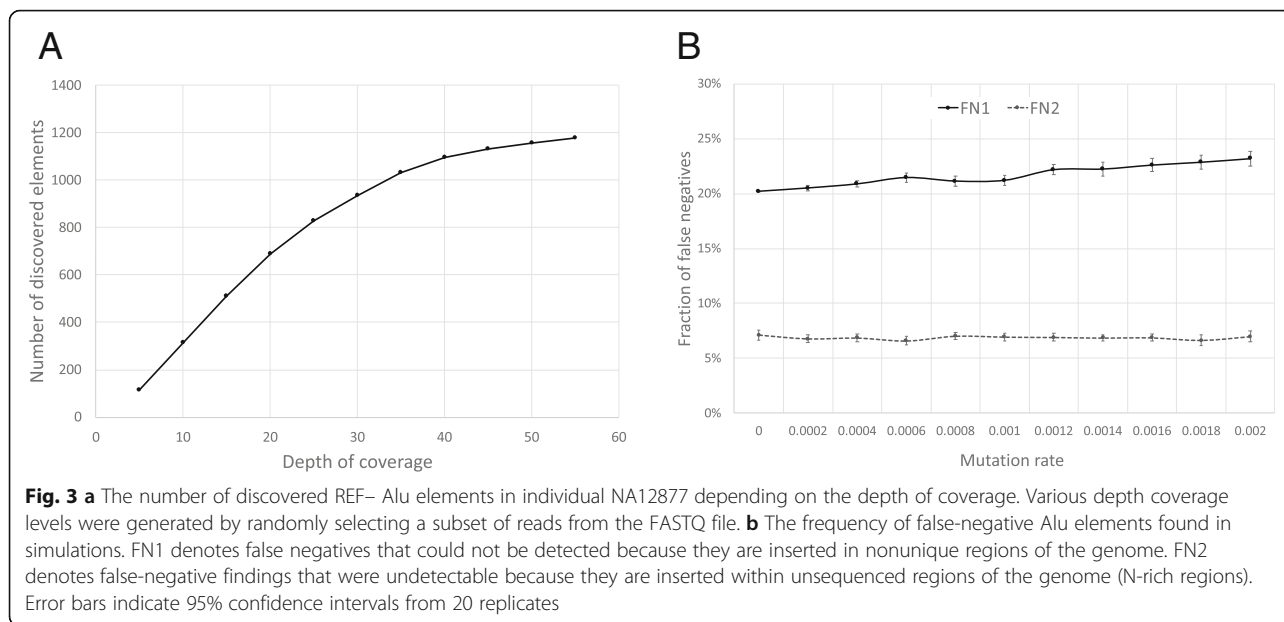 A
1400
1200
1000
800
600
400
200
0
Number of discovered elements
0 10 20 30 40 50 60
Depth of coverage
B
30%
25%
20%
15%
10%
5%
0%
Fraction of false negatives
FN1 FN2
0 0.0002 0.0004 0.0006 0.0008 0.001 0.0012 0.0014 0.0016 0.0018 0.002
Mutation rate
Fig. 3 a The number of discovered REF– Alu elements in individual NA12877 depending on the depth of coverage. Various depth coverage
levels were generated by randomly selecting a subset of reads from the FASTQ file. b The frequency of false-negative Alu elements found in
simulations. FN1 denotes false negatives that could not be detected because they are inserted in nonunique regions of the genome. FN2
denotes false-negative findings that were undetectable because they are inserted within unsequenced regions of the genome (N-rich regions).
Error bars indicate 95% confidence intervals from 20 replicates